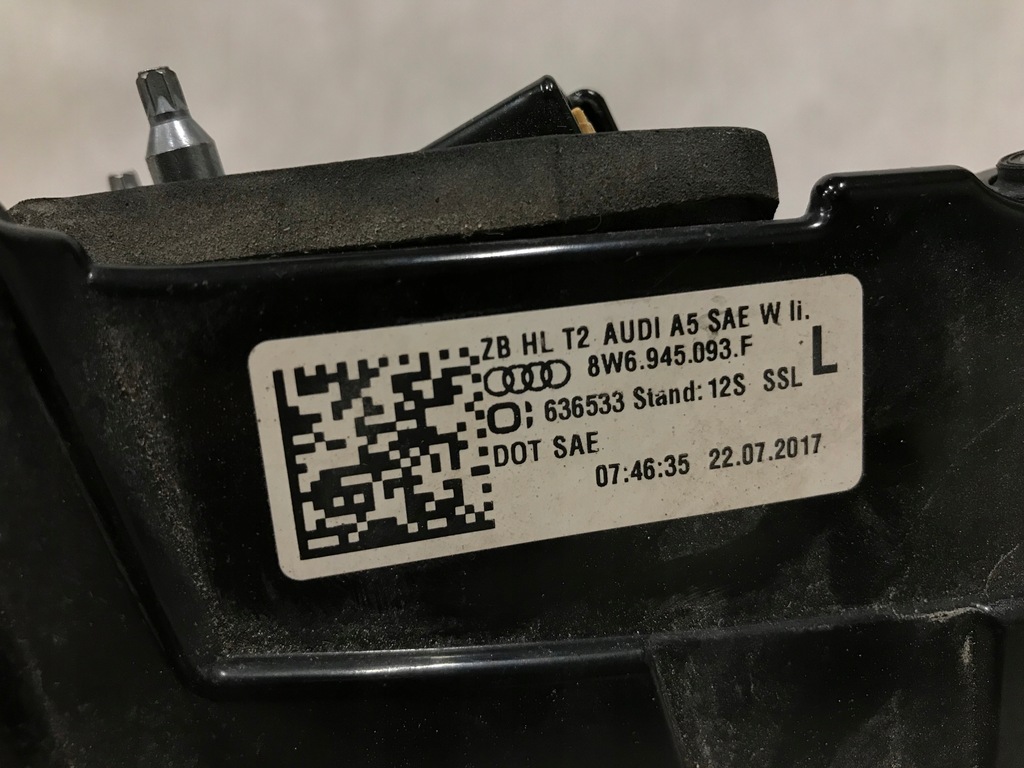 ZB HL T2 AUDI A5 SAE W li.
8W6.945.093.F
L
636533 Stand: 12S SSL
DOT SAE
07:46:35 22.07.2017